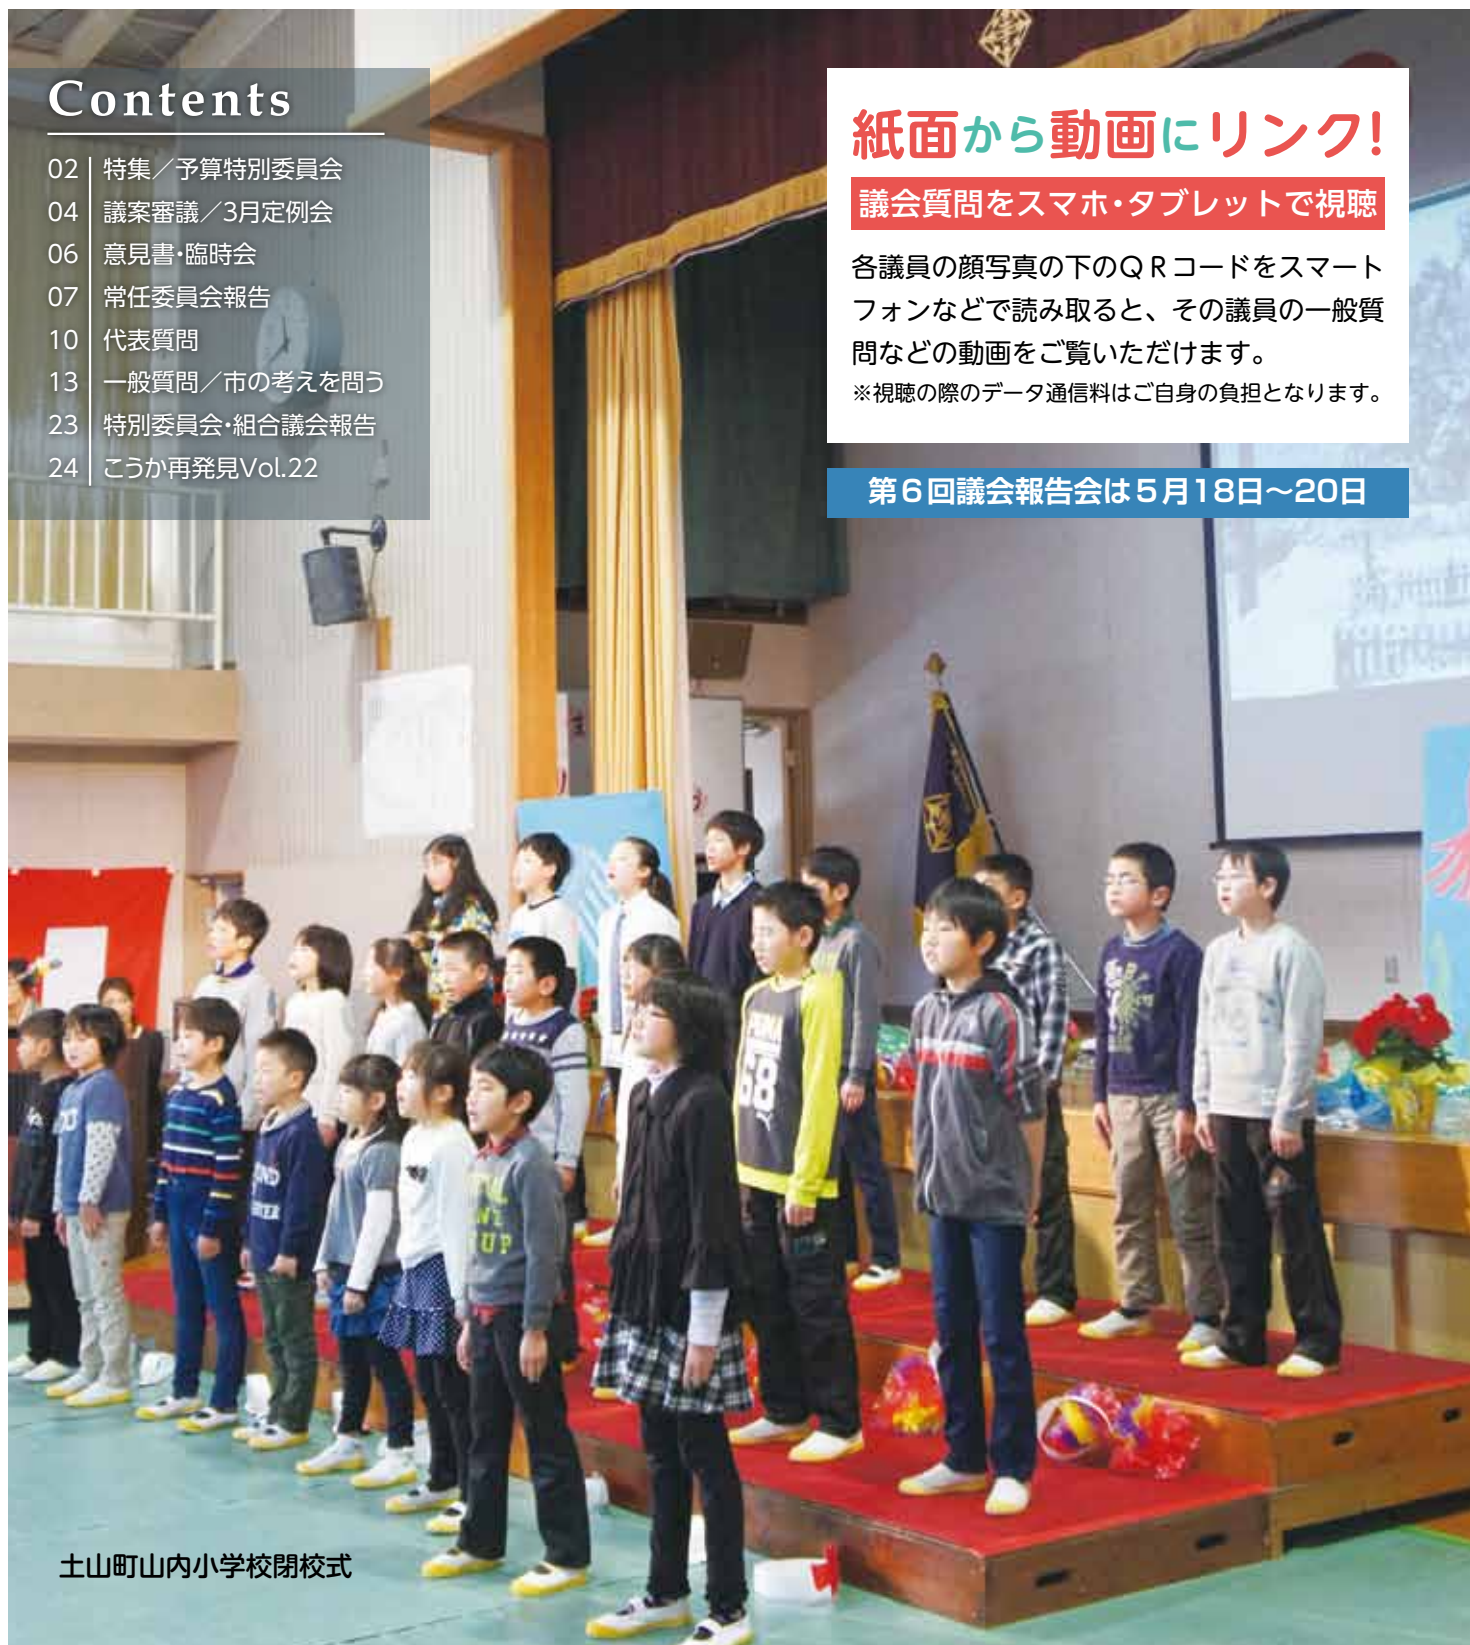 Contents
02 特集／予算特別委員会
04 議案審議／3月定例会
06 意見書・臨時会
07 常任委員会報告
10 代表質問
13 一般質問／市の考えを問う
23 特別委員会・組合議会報告
24 こうか再発見Vol.22
紙面から動画にリンク!
議会質問をスマホ・タブレットで視聴
各議員の顔写真の下のＱＲコードをスマート
フォンなどで読み取ると、その議員の一般質
問などの動画をご覧いただけます。
※視聴の際のデータ通信料はご自身の負担となります。
第６回議会報告会は５月18日～20日
68
土山町山内小学校閉校式